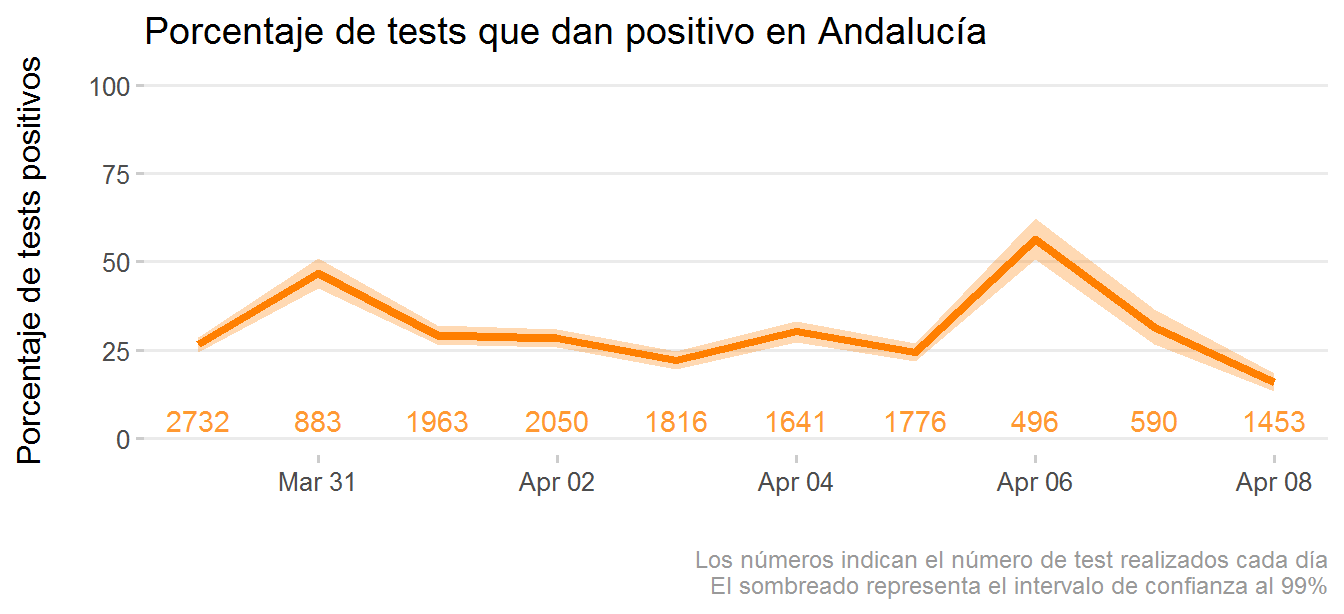 Porcentaje de tests que dan positivo en Andalucía
Porcentaje de tests positivos
100
75
50
25
0
2732 883 1963 2050 1816 1641 1776 496 590 1453
Mar 31 Apr 02 Apr 04 Apr 06 Apr 08
Los números indican el número de test realizados cada día
El sombreado representa el intervalo de confianza al 99%